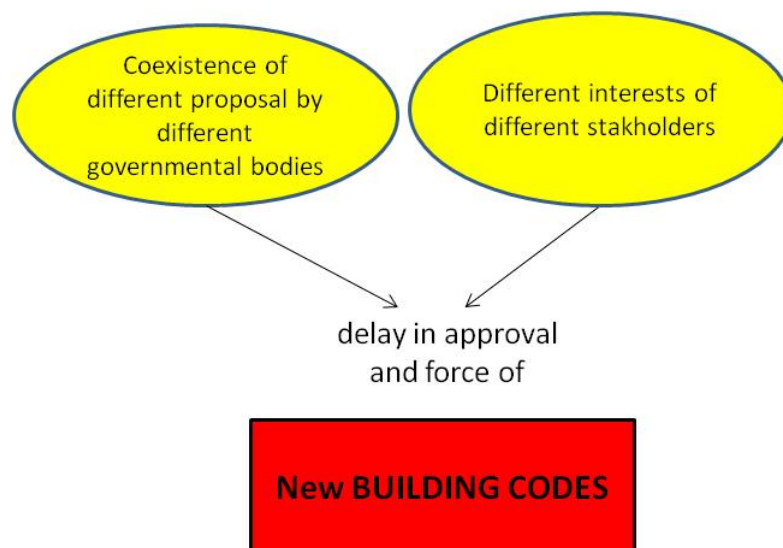 Coexistence of
different proposal by
different
governmental bodies
Different interests of
different stakholders
delay in approval
and force of
New BUILDING CODES